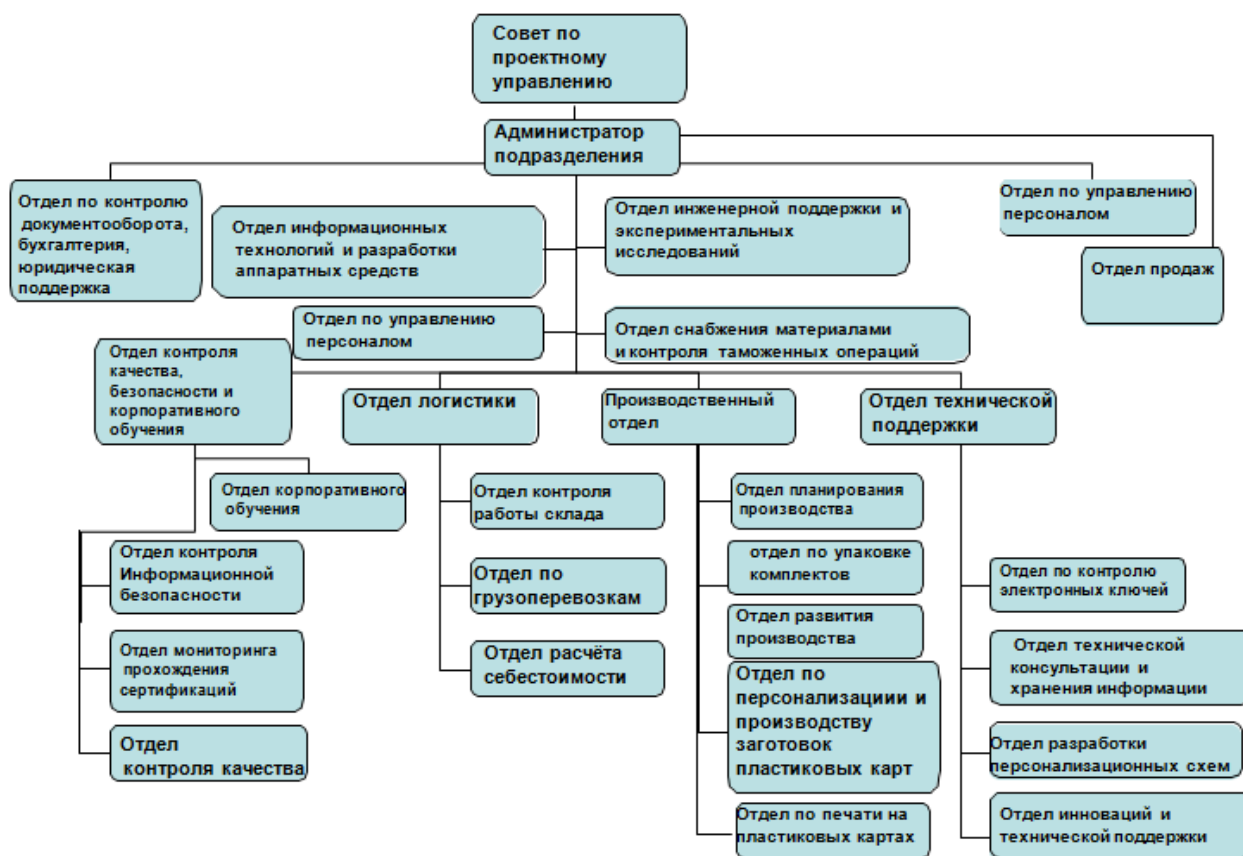 Совет по
проектному
управлению
Администратор
подразделения
Отдел по контролю
документооборота,
бухгалтерия,
юридическая
поддержка
Отдел информационных
технологий и разработки
аппаратных средств
Отдел инженерной поддержки и
экспериментальных
исследований
Отдел по управлению
персоналом
Отдел продаж
Отдел по управлению
персоналом
Отдел снабжения материалами
и контроля таможенных операций
Отдел контроля
качества,
безопасности и
корпоративного
обучения
Отдел логистики
Производственный
отдел
Отдел технической
поддержки
Отдел корпоративного
обучения
Отдел контроля
Информационной
безопасности
Отдел мониторинга
прохождения
сертификаций
Отдел
контроля качества
Отдел контроля
работы склада
Отдел по
грузоперевозкам
Отдел расчёта
себестоимости
Отдел планирования
производства
отдел по упаковке
комплектов
Отдел развития
производства
Отдел по
персонализациии и
производству
заготовок
пластиковых карт
Отдел по печати на
пластиковых картах
Отдел по контролю
электронных ключей
Отдел технической
консультации и
хранения информации
Отдел разработки
персонализационных схем
Отдел инноваций и
технической поддержки